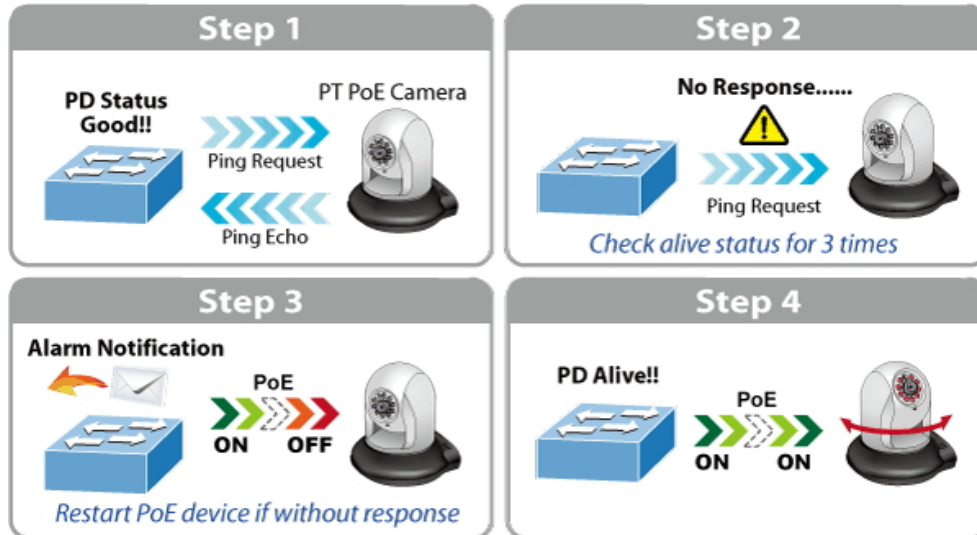 Step 1
PD Status
Good!!
PT PoE Camera
Ping Request
Ping Echo
Step 2
No Response......
Ping Request
Check alive status for 3 times
Step 3
Alarm Notification
PoE
ON OFF
Restart PoE device if without response
Step 4
PD Alive!!
PoE
ON ON